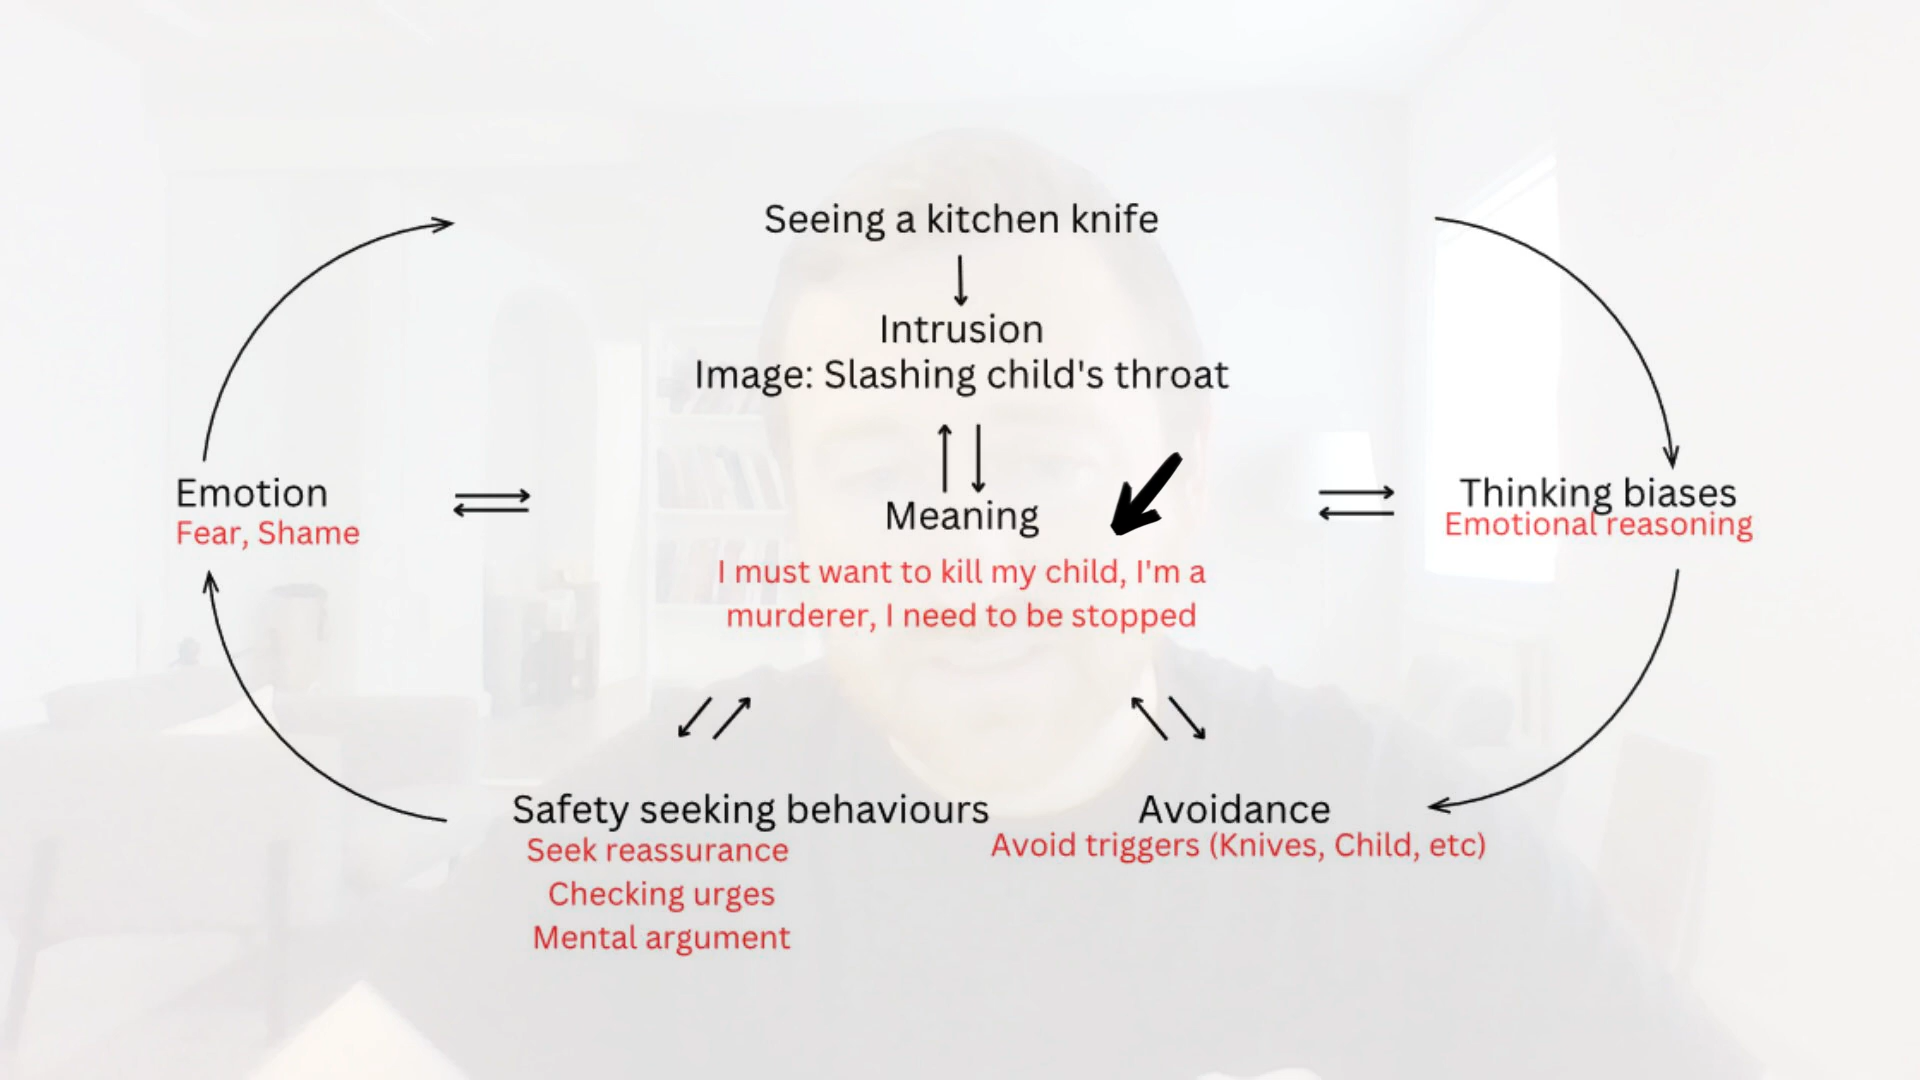 Seeing a kitchen knife
Intrusion
Image: Slashing child's throat
Meaning
I must want to kill my child, I'm a
murderer, I need to be stopped
Emotion
Fear, Shame
Thinking biases
Emotional reasoning
Safety seeking behaviours
Seek reassurance
Checking urges
Mental argument
Avoidance
Avoid triggers (Knives, Child, etc)